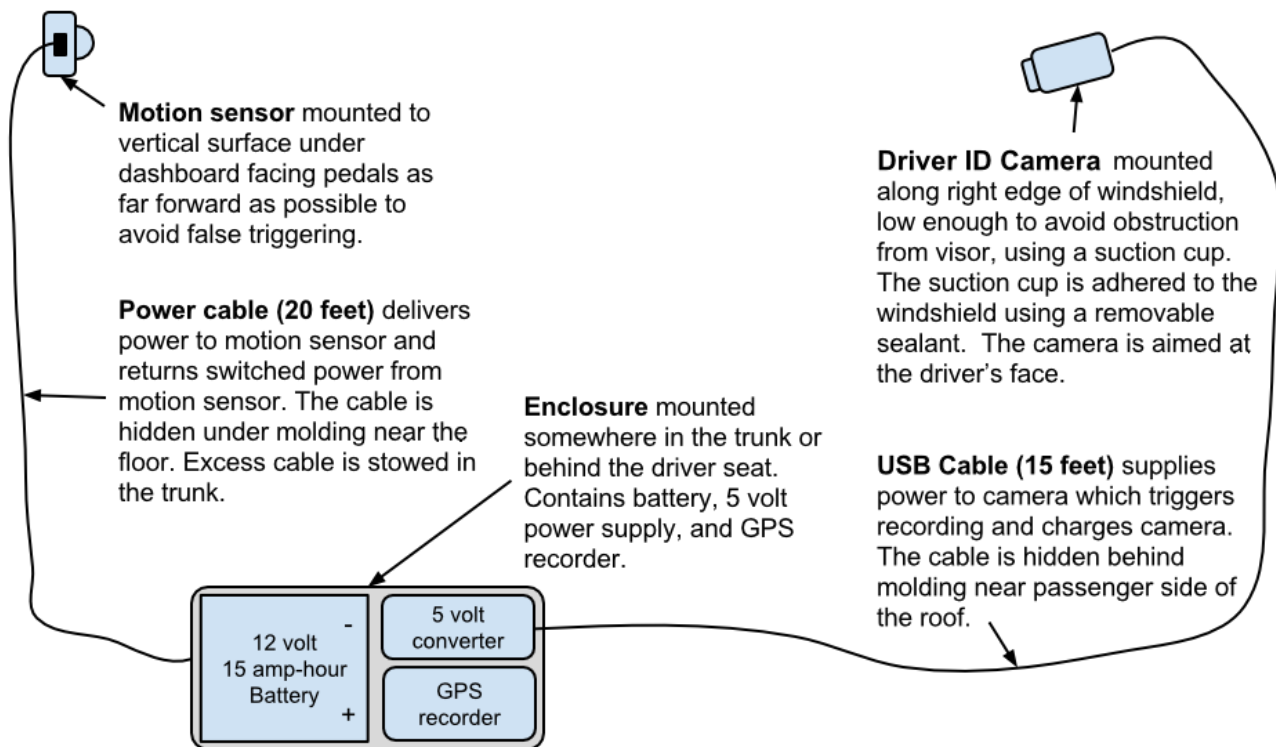 Motion sensor mounted to
vertical surface under
dashboard facing pedals as
far forward as possible to
avoid false triggering.
Power cable (20 feet) delivers
power to motion sensor and
returns switched power from
motion sensor. The cable is
hidden under molding near the
floor. Excess cable is stowed in
the trunk.
Enclosure mounted
somewhere in the trunk or
behind the driver seat.
Contains battery, 5 volt
power supply, and GPS
recorder.
Driver ID Camera mounted
along right edge of windshield,
low enough to avoid obstruction
from visor, using a suction cup.
The suction cup is adhered to the
windshield using a removable
sealant. The camera is aimed at
the driver's face.
USB Cable (15 feet) supplies
power to camera which triggers
recording and charges camera.
The cable is hidden behind
molding near passenger side of
the roof.
-
12 volt
15 amp-hour
Battery
+
5 volt
converter
GPS
recorder